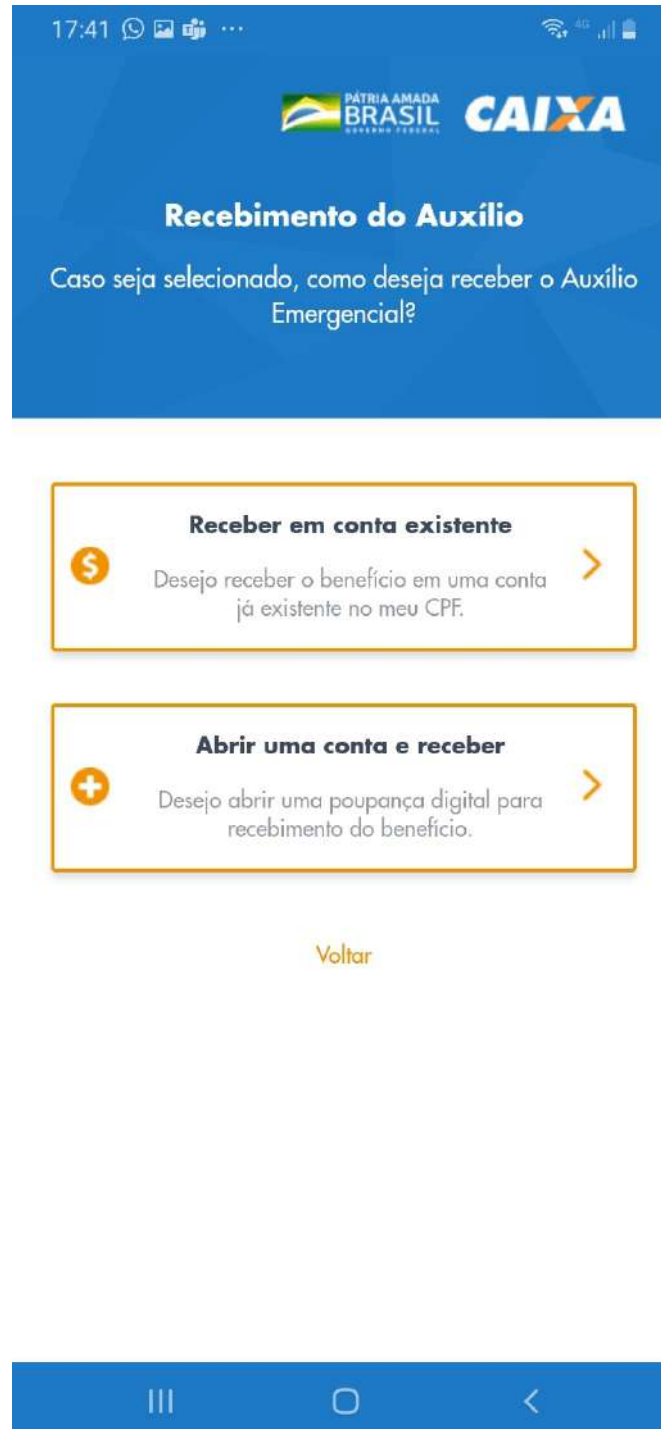 17:41
4G
PÁTRIA AMADA
BRASIL
GOVERNO FEDERAL
CAIXA
Recebimento do Auxílio
Caso seja selecionado, como deseja receber o Auxílio
Emergencial?
Receber em conta existente
Desejo receber o benefício em uma conta
já existente no meu CPF.
Abrir uma conta e receber
Desejo abrir uma poupança digital para
recebimento do benefício.
Voltar